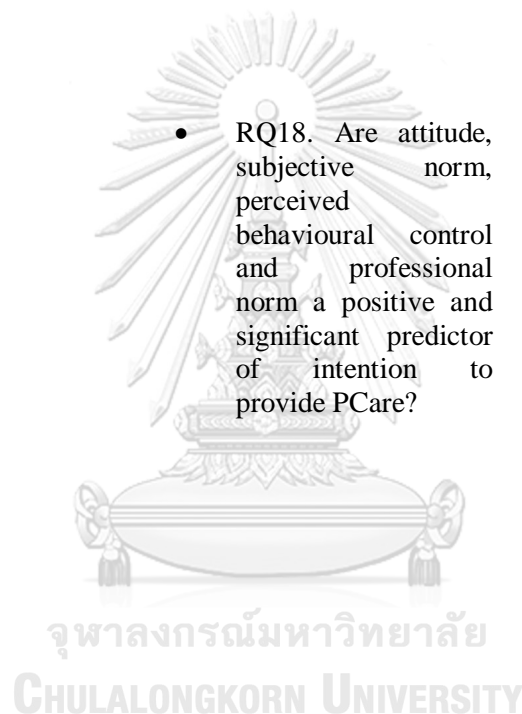 • RQ18. Are attitude,
subjective norm,
perceived
behavioural control
and professional
norm a positive and
significant predictor
of intention to
provide PCare?
จุฬาลงกรณ์มหาวิทยาลัย
CHULALONGKORN UNIVERSITY